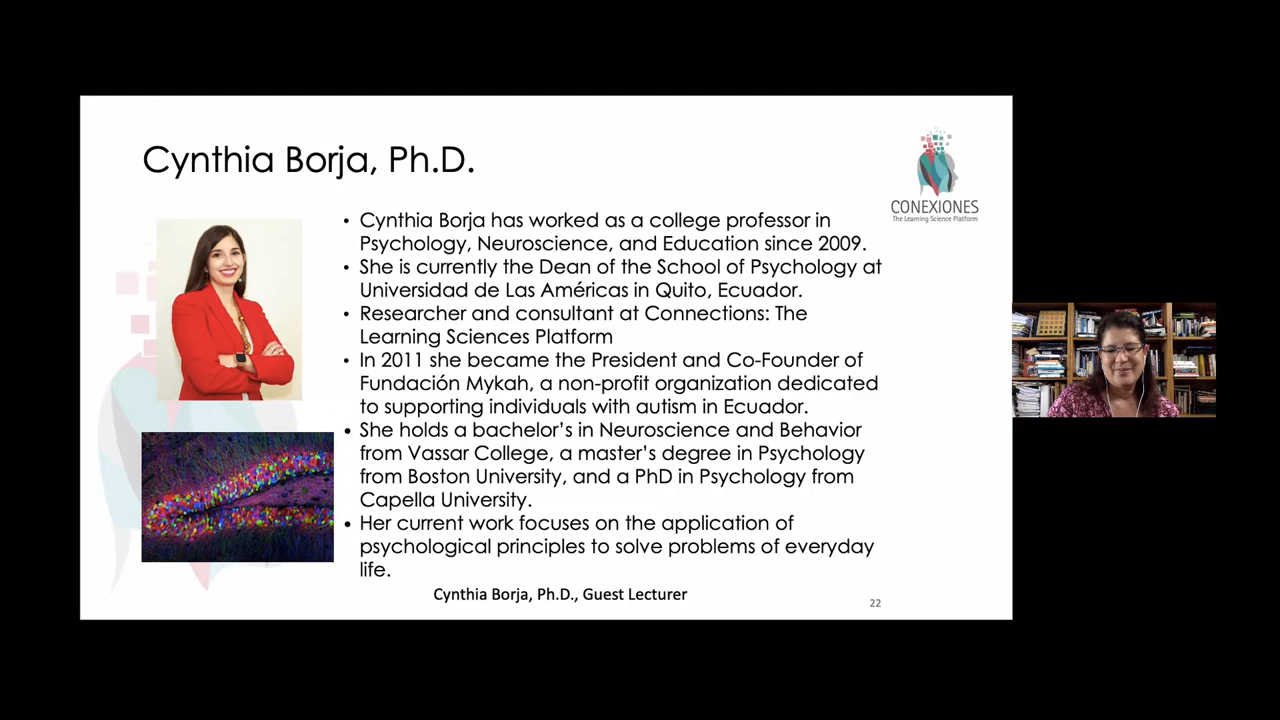 Cynthia Borja, Ph.D.
CONEXIONES
The Learning Science Platform
• Cynthia Borja has worked as a college professor in
Psychology, Neuroscience, and Education since 2009.
• She is currently the Dean of the School of Psychology at
Universidad de Las Américas in Quito, Ecuador.
• Researcher and consultant at Connections: The
Learning Sciences Platform
• In 2011 she became the President and Co-Founder of
Fundación Mykah, a non-profit organization dedicated
to supporting individuals with autism in Ecuador.
• She holds a bachelor’s in Neuroscience and Behavior
from Vassar College, a master’s degree in Psychology
from Boston University, and a PhD in Psychology from
Capella University.
• Her current work focuses on the application of
psychological principles to solve problems of everyday
life.
Cynthia Borja, Ph.D., Guest Lecturer
22